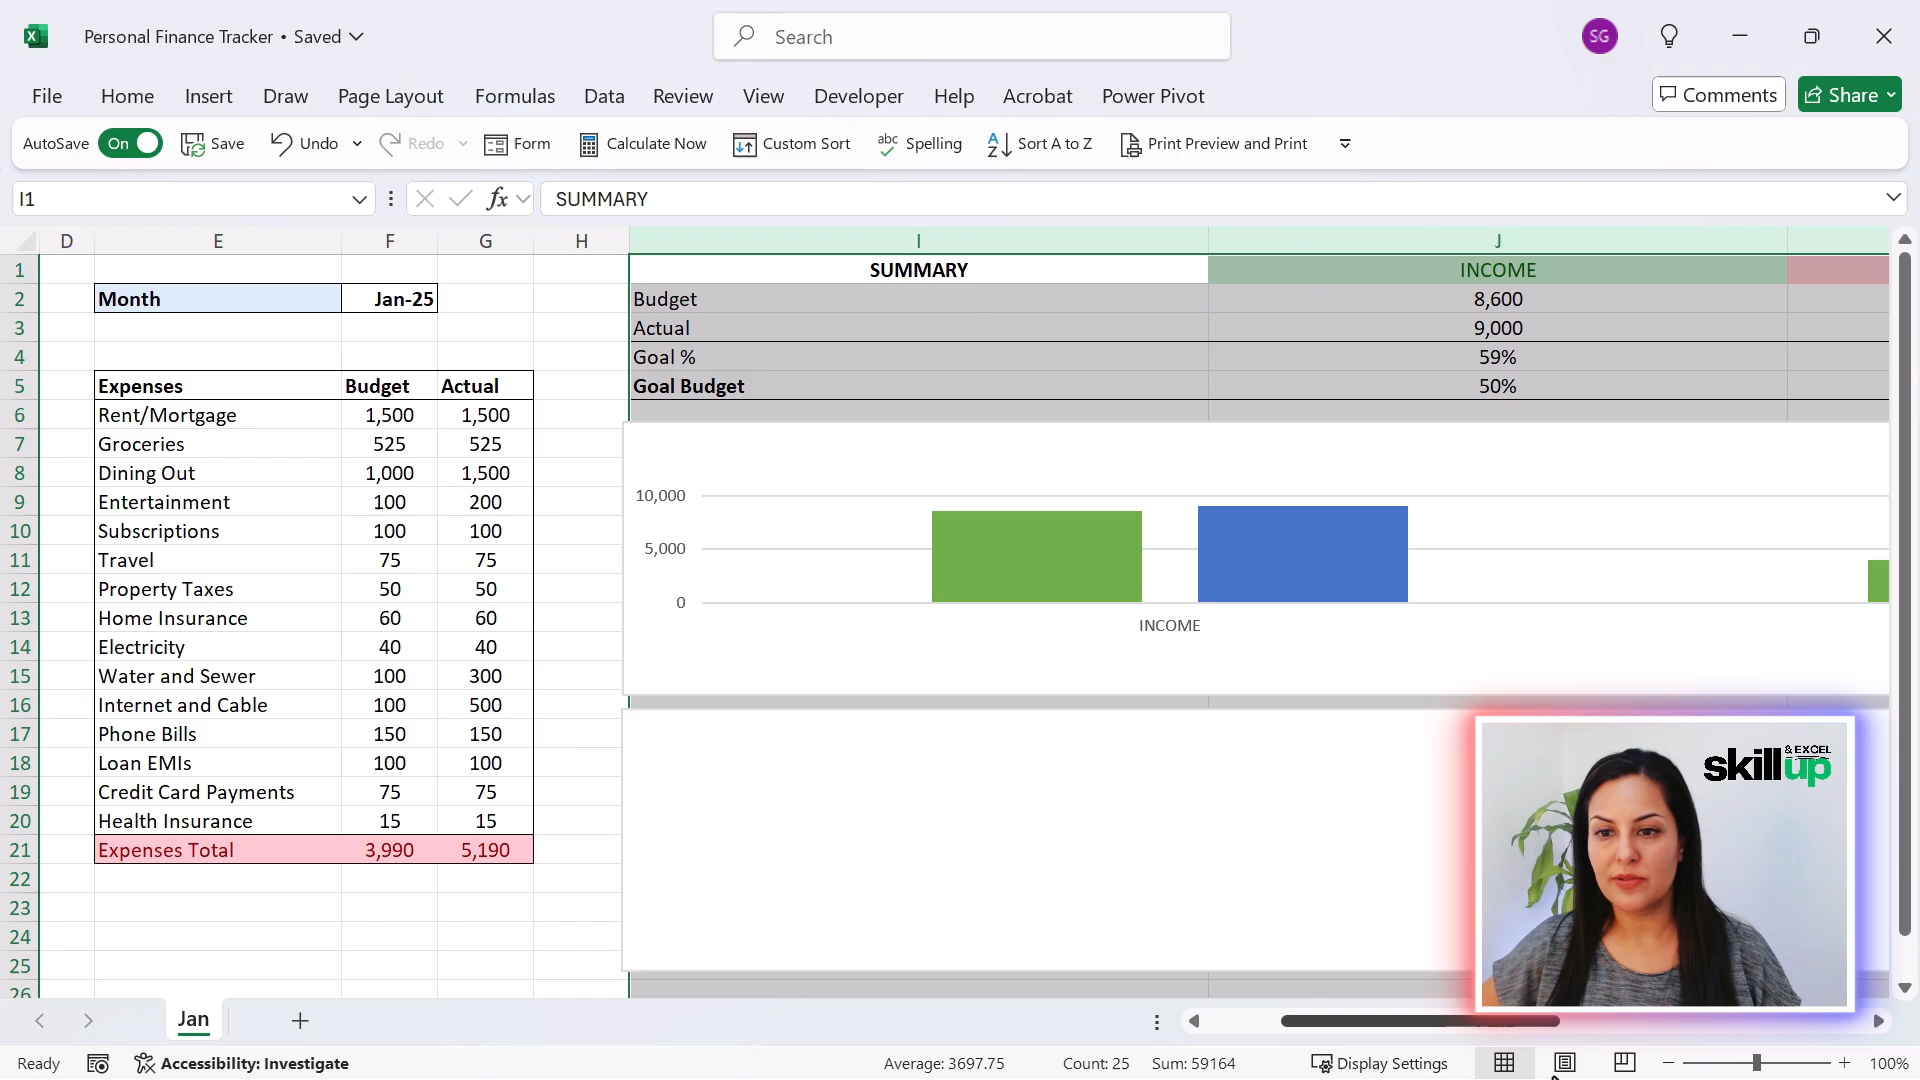 Personal Finance Tracker • Saved
Search
SG
File Home Insert Draw Page Layout Formulas Data Review View Developer Help Acrobat Power Pivot
Comments Share
AutoSave On Save Undo Redo Form Calculate Now Custom Sort abc Spelling A Z Sort A to Z Print Preview and Print
I1 fx SUMMARY
D E F G H I J
1 SUMMARY INCOME
2 Month Jan-25 Budget 8,600
3 Actual 9,000
4 Goal % 59%
5 Expenses Budget Actual Goal Budget 50%
6 Rent/Mortgage 1,500 1,500
7 Groceries 525 525
8 Dining Out 1,000 1,500
9 Entertainment 100 200
10 Subscriptions 100 100
11 Travel 75 75
12 Property Taxes 50 50
13 Home Insurance 60 60
14 Electricity 40 40
15 Water and Sewer 100 300
16 Internet and Cable 100 500
17 Phone Bills 150 150
18 Loan EMIs 100 100
19 Credit Card Payments 75 75
20 Health Insurance 15 15
21 Expenses Total 3,990 5,190
22
23
24
25
26
10,000
5,000
0
INCOME
skillup & EXCEL
Jan
Ready Accessibility: Investigate Average: 3697.75 Count: 25 Sum: 59164 Display Settings 100%